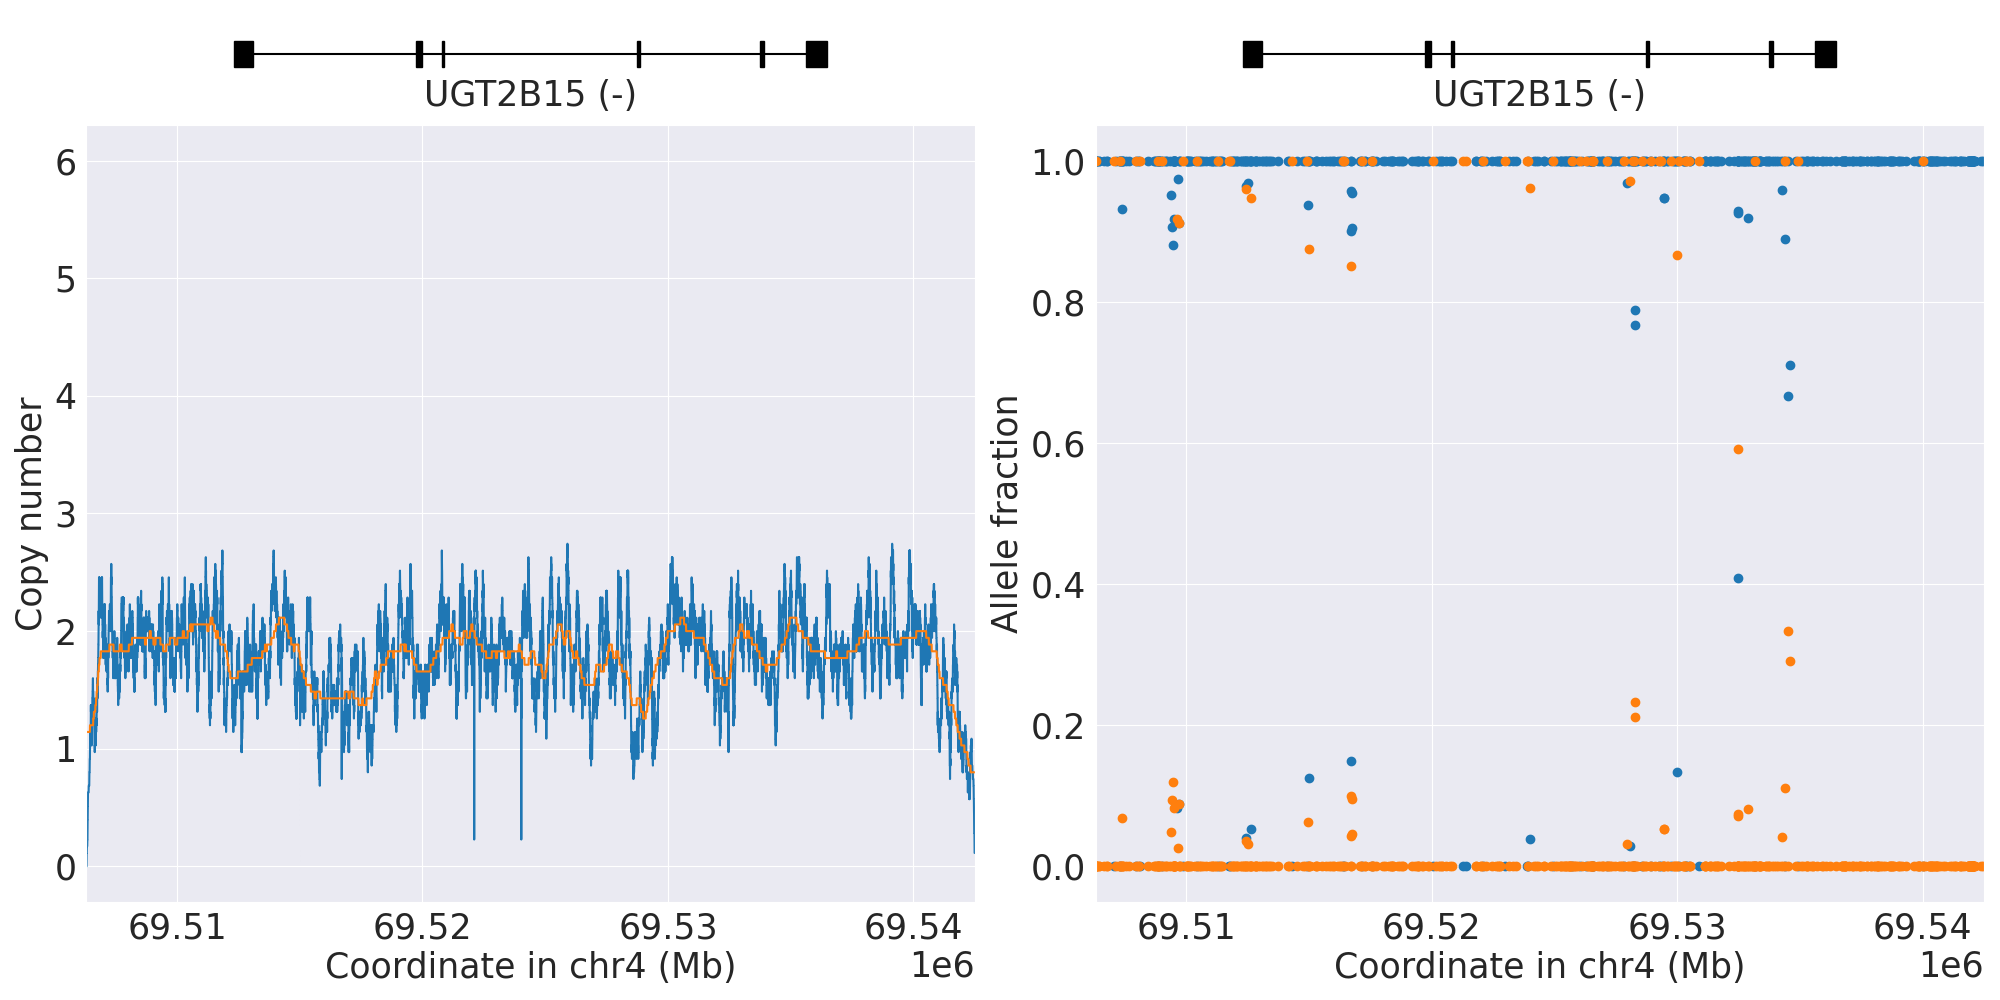 UGT2B15 (-)
UGT2B15 (-)
Copy number
6
5
4
3
2
1
0
69.51 69.52 69.53 69.54
Coordinate in chr4 (Mb)
1e6
Allele fraction
1.0
0.8
0.6
0.4
0.2
0.0
69.51 69.52 69.53 69.54
Coordinate in chr4 (Mb)
1e6